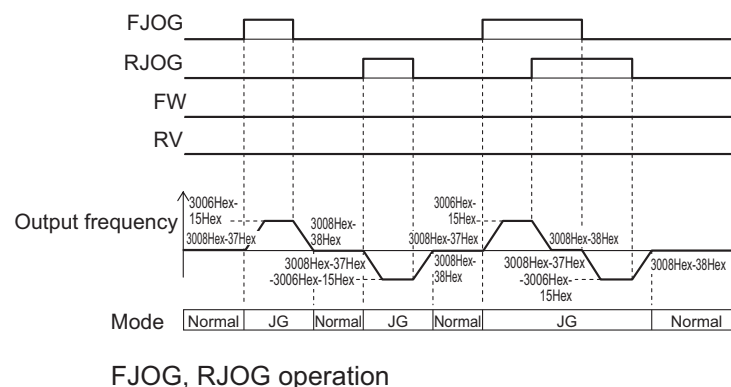 FJOG
RJOG
FW
RV
Output frequency
3006Hex-
15Hex
3008Hex-37Hex
3008Hex-
38Hex
3008Hex-37Hex
-3006Hex-15Hex
3006Hex-
15Hex
3008Hex-37Hex
3008Hex-
-38Hex
3008Hex-38Hex
3008Hex-37Hex
-3006Hex-
15Hex
3008Hex-38Hex
Mode Normal JG Normal JG Normal JG Normal
FJOG, RJOG operation